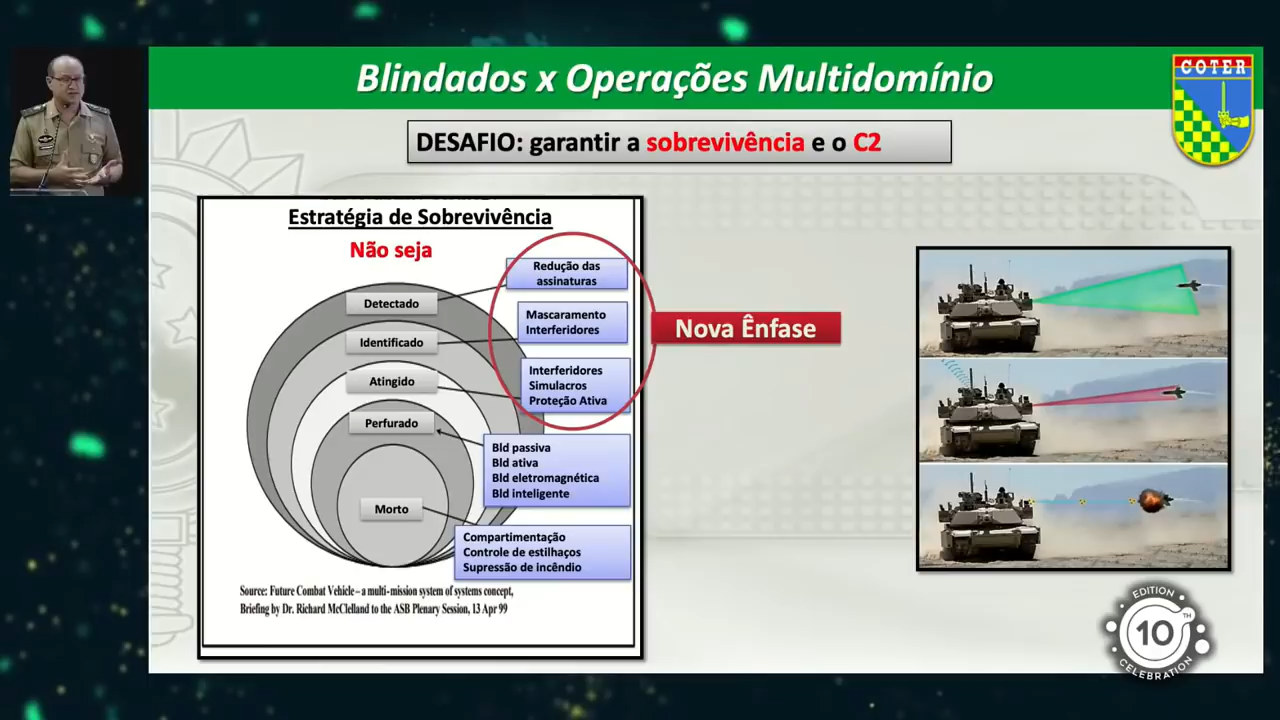 Blindados x Operações Multidomínio
COTER
DESAFIO: garantir a sobrevivência e o C2
Estratégia de Sobrevivência
Não seja
Detectado
Identificado
Atingido
Perfurado
Morto
Redução das
assinaturas
Mascaramento
Interferidores
Interferidores
Simulacros
Proteção Ativa
Bld passiva
Bld ativa
Bld eletromagnética
Bld inteligente
Compartimentação
Controle de estilhaços
Supressão de incêndio
Nova Ênfase
Source: Future Combat Vehicle – a multi-mission system of systems concept,
Briefing by Dr. Richard McClelland to the ASB Plenary Session, 13 Apr 99
EDITION
10TH
CELEBRATION